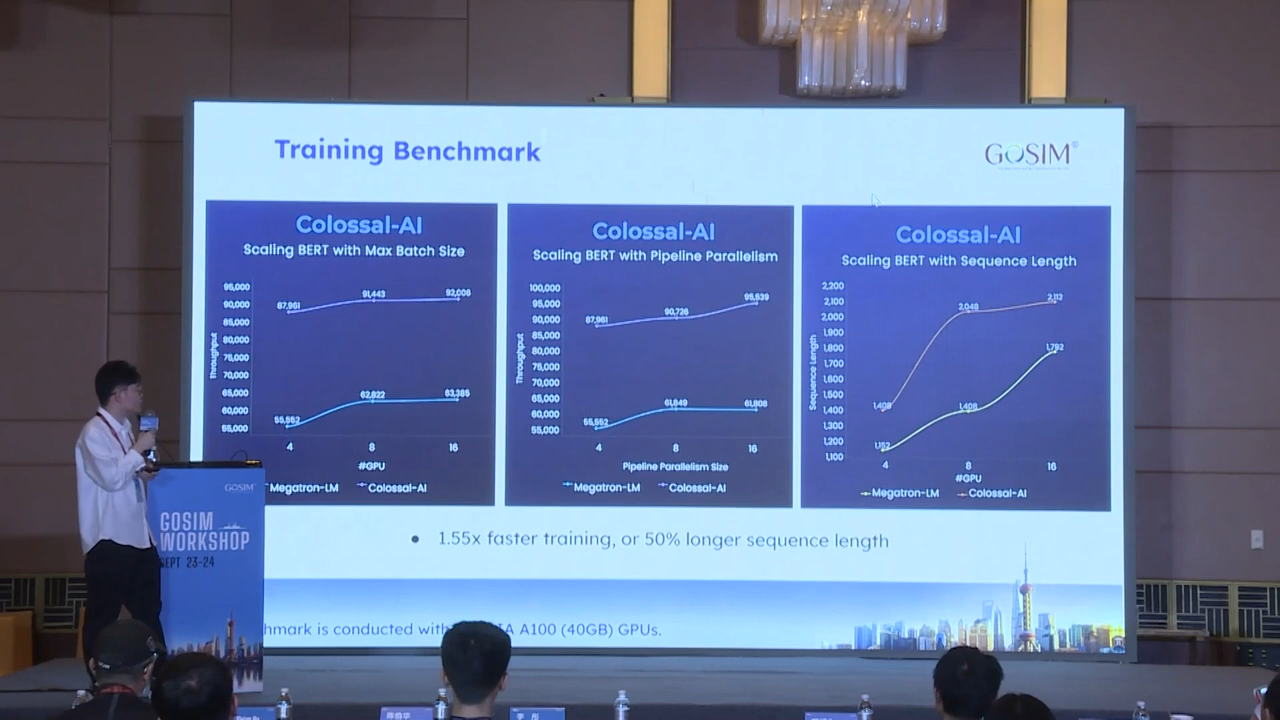 Training Benchmark
GOSIM
Colossal-AI
Scaling BERT with Max Batch Size
95,000
90,000
85,000
80,000
75,000
70,000
65,000
60,000
55,000
Throughput
87,961
91,443
92,006
55,552
62,822
63,385
4
8
16
#GPU
Megatron-LM
Colossal-AI
Colossal-AI
Scaling BERT with Pipeline Parallelism
100,000
95,000
90,000
85,000
80,000
75,000
70,000
65,000
60,000
55,000
Throughput
87,961
90,726
95,539
55,552
61,849
61,808
4
8
16
Pipeline Parallelism Size
Megatron-LM
Colossal-AI
Colossal-AI
Scaling BERT with Sequence Length
2,200
2,100
2,000
1,900
1,800
1,700
1,600
1,500
1,400
1,300
1,200
1,100
Sequence Length
1,408
2,048
2,112
1,152
1,408
1,792
4
8
16
#GPU
Megatron-LM
Colossal-AI
• 1.55x faster training, or 50% longer sequence length
hmark is conducted with IA A100 (40GB) GPUs.
GOSIM
GOSIM
WORKSHOP
SEPT 23-24